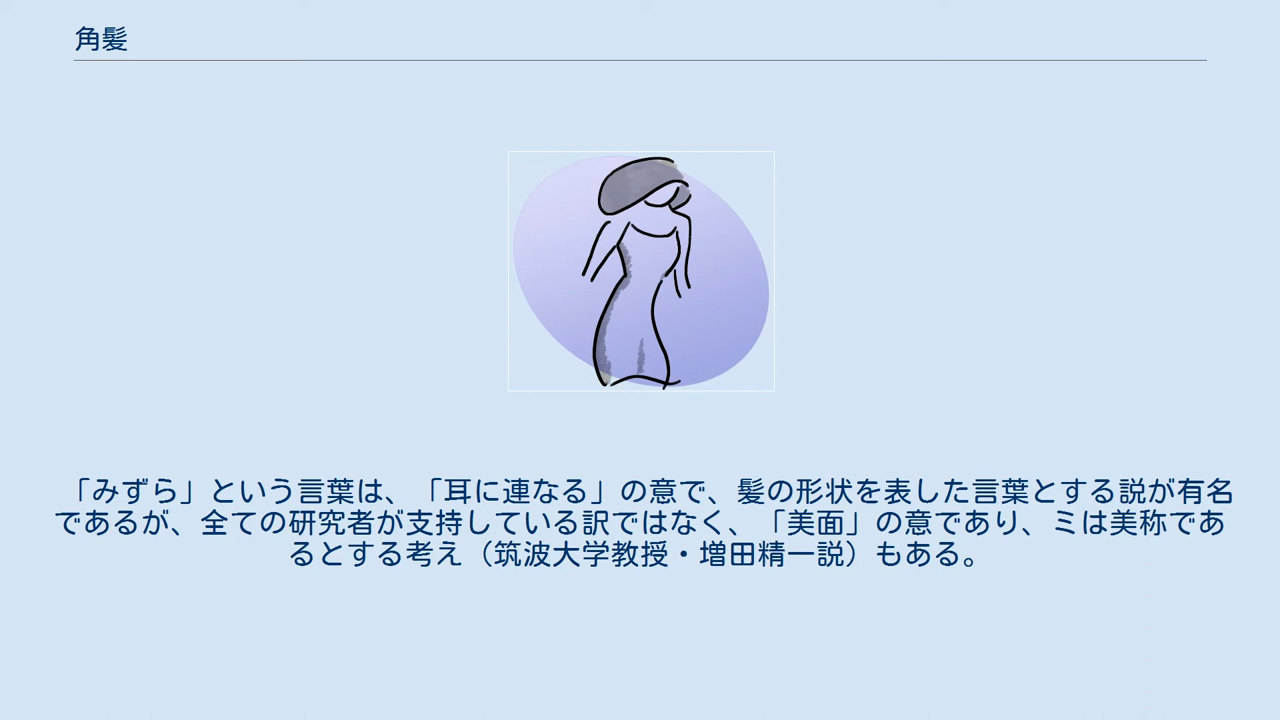 角髪
「みずら」という言葉は、「耳に連なる」の意で、髪の形状を表した言葉とする説が有名
であるが、全ての研究者が支持している訳ではなく、「美面」の意であり、ミは美称であ
るとする考え（筑波大学教授・増田精一説）もある。